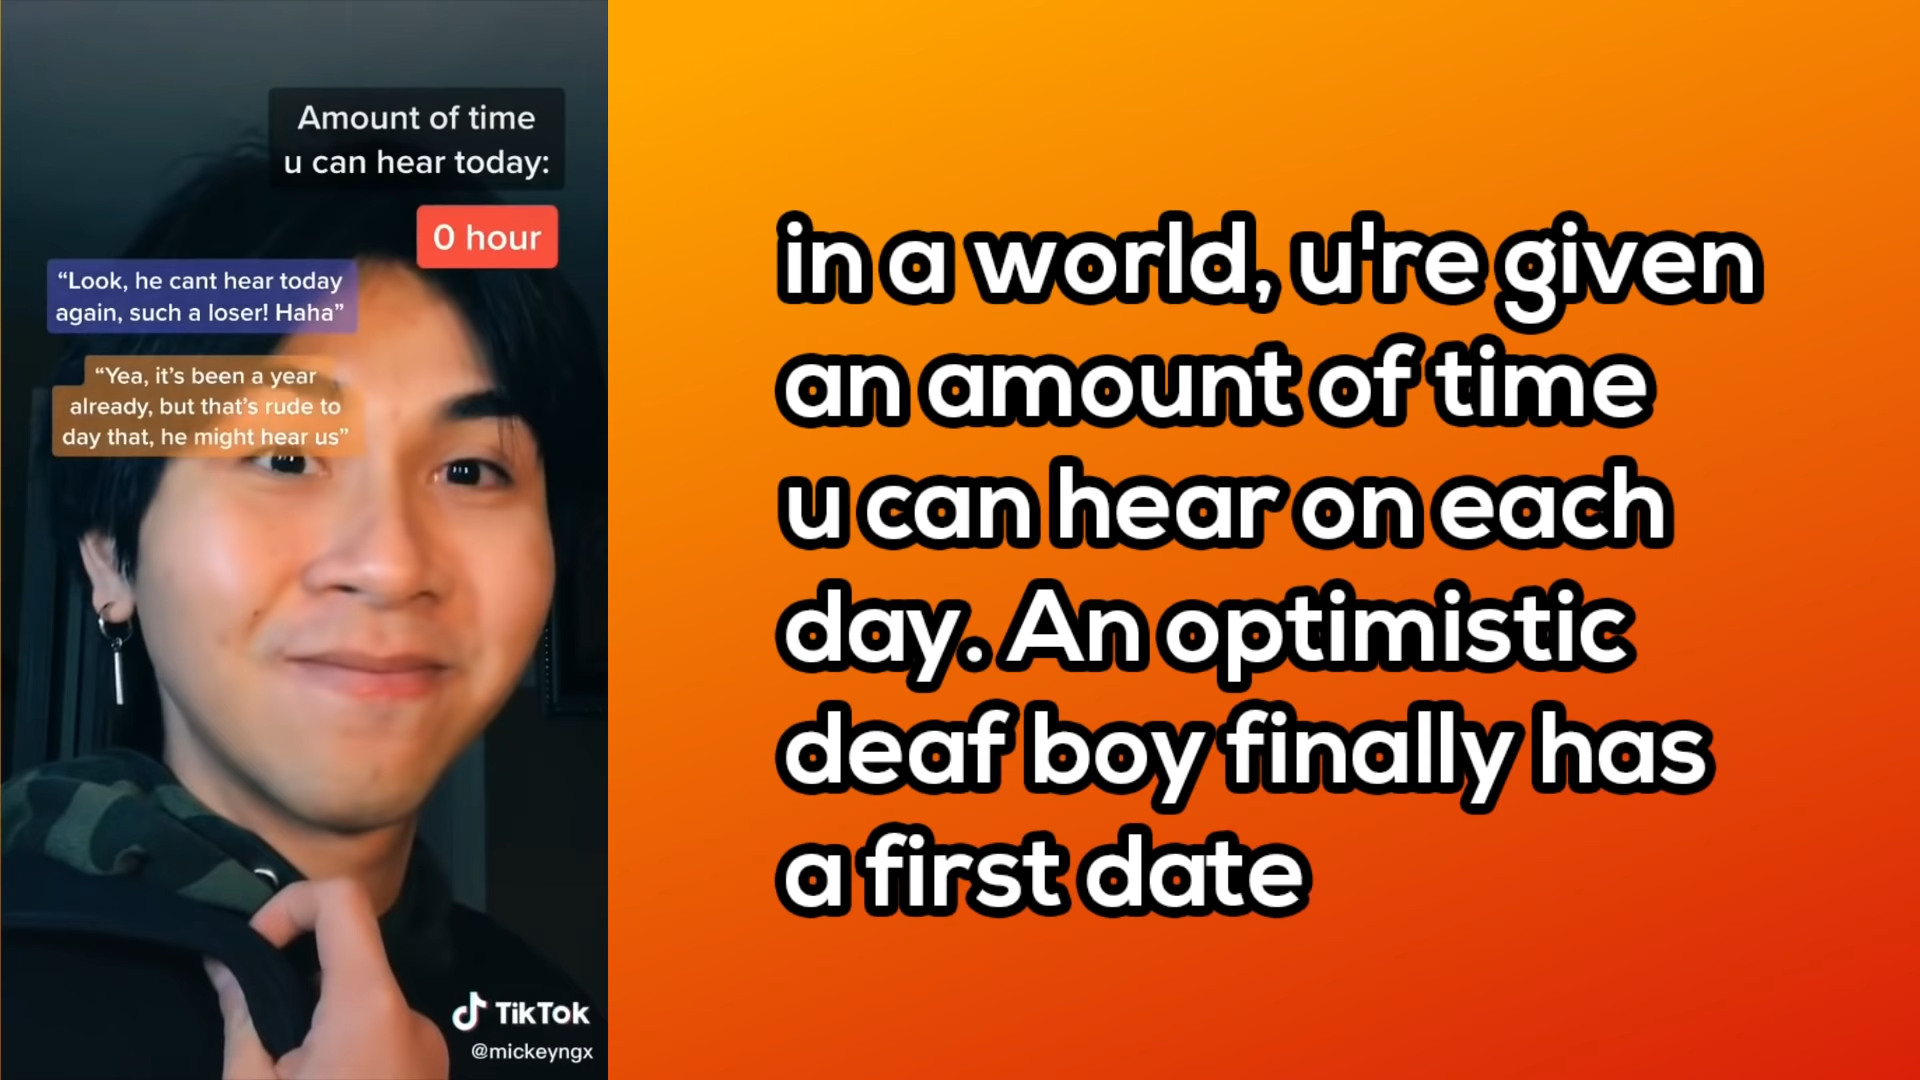 Amount of time
u can hear today:
0 hour
“Look, he cant hear today
again, such a loser! Haha”
“Yea, it’s been a year
already, but that’s rude to
day that, he might hear us”
TikTok
@mickeyngx
in a world, u're given
an amount of time
u can hear on each
day. An optimistic
deaf boy finally has
a first date